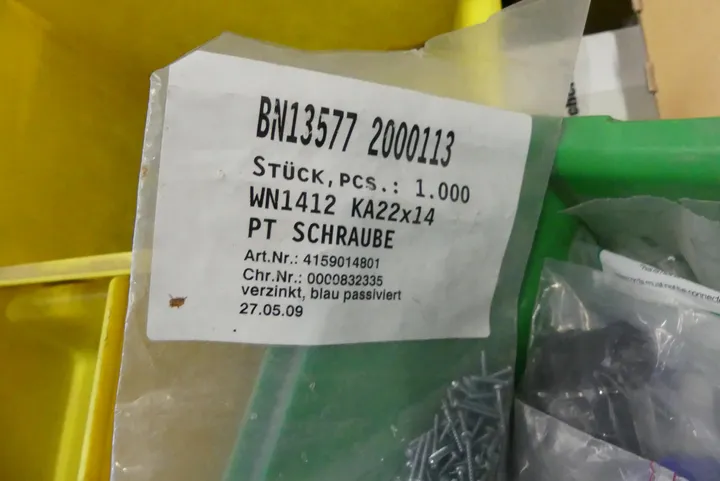 BN13577 2000113
STÜCK, PCS.: 1.000
WN1412 KA22x14
PT SCHRAUBE
Art.Nr.: 4159014801
Chr.Nr.: 0000832335
verzinkt, blau passiviert
27.05.09